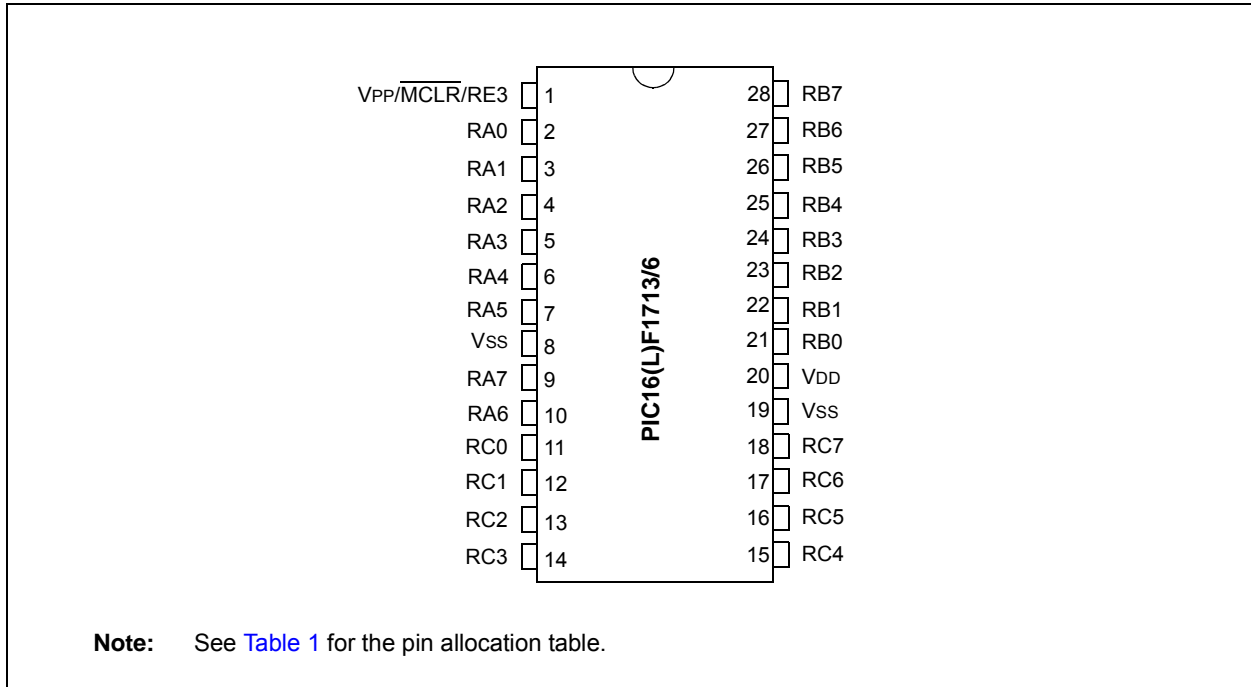 VPP/MCLR/RE3 1 28 RB7
RA0 2 27 RB6
RA1 3 26 RB5
RA2 4 25 RB4
RA3 5 24 RB3
RA4 6 23 RB2
RA5 7 22 RB1
VSS 8 21 RB0
RA7 9 20 VDD
RA6 10 19 VSS
RC0 11 18 RC7
RC1 12 17 RC6
RC2 13 16 RC5
RC3 14 15 RC4
PIC16(L)F1713/6
Note: See Table 1 for the pin allocation table.